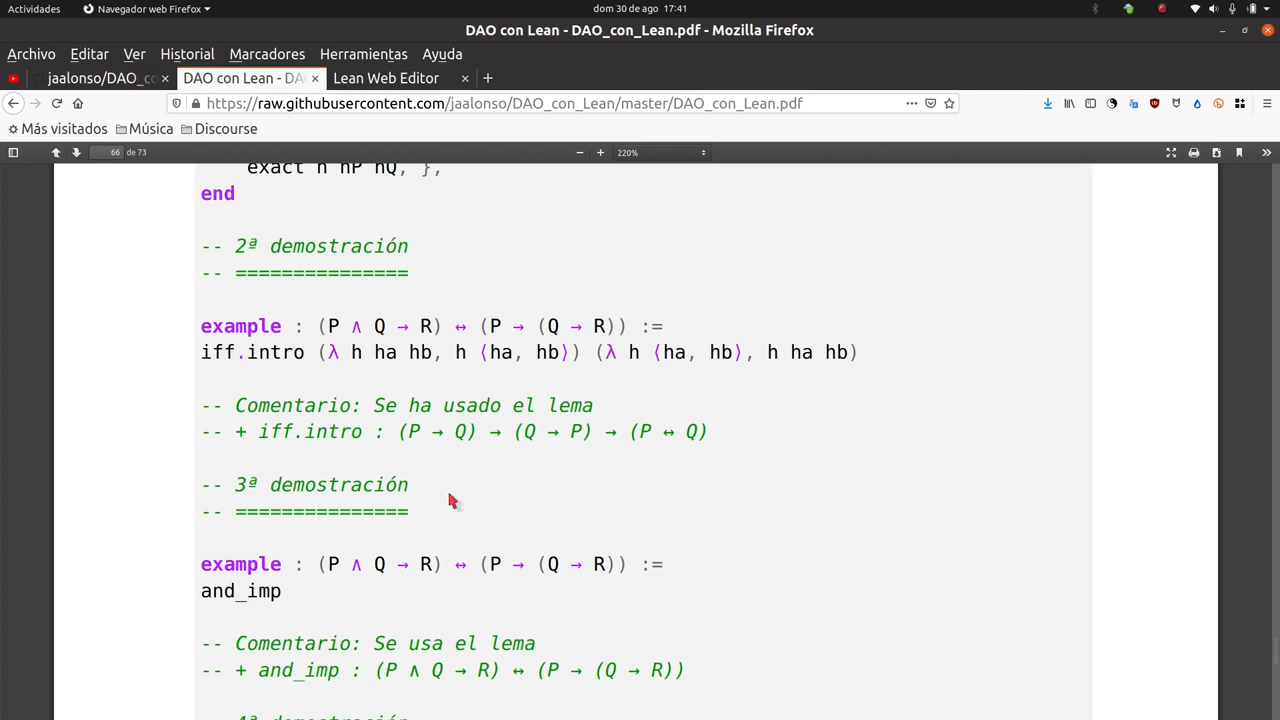 Actividades
Navegador web Firefox
dom 30 de ago 17:41
DAO con Lean - DAO_con_Lean.pdf - Mozilla Firefox
Archivo Editar Ver Historial Marcadores Herramientas Ayuda
jaalonso/DAO_co
DAO con Lean - DA
Lean Web Editor
https://raw.githubusercontent.com/jaalonso/DAO_con_Lean/master/DAO_con_Lean.pdf
Más visitados Música Discourse
66 de 73
220%
exact h hP hQ, },
end
-- 2ª demostración
-- ===============
example : (P ∧ Q → R) ↔ (P → (Q → R)) :=
iff.intro (λ h ha hb, h ⟨ha, hb⟩) (λ h ⟨ha, hb⟩, h ha hb)
-- Comentario: Se ha usado el lema
-- + iff.intro : (P → Q) → (Q → P) → (P ↔ Q)
-- 3ª demostración
-- ===============
example : (P ∧ Q → R) ↔ (P → (Q → R)) :=
and_imp
-- Comentario: Se usa el lema
-- + and_imp : (P ∧ Q → R) ↔ (P → (Q → R))
-- 4ª demostración